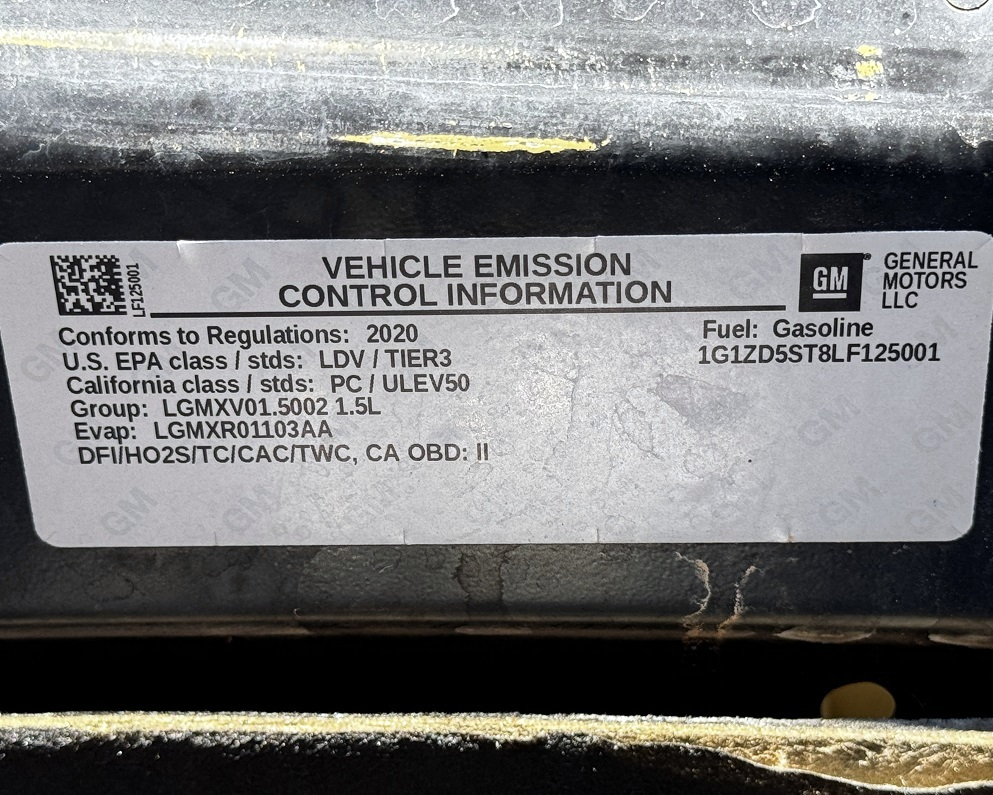 LF125001
VEHICLE EMISSION
CONTROL INFORMATION
GM
GENERAL
MOTORS
LLC
Conforms to Regulations: 2020
Fuel: Gasoline
U.S. EPA class / stds: LDV / TIER3
1G1ZD5ST8LF125001
California class / stds: PC / ULEV50
Group: LGMXV01.5002 1.5L
Evap: LGMXR01103AA
DFI/HO2S/TC/CAC/TWC, CA OBD: II